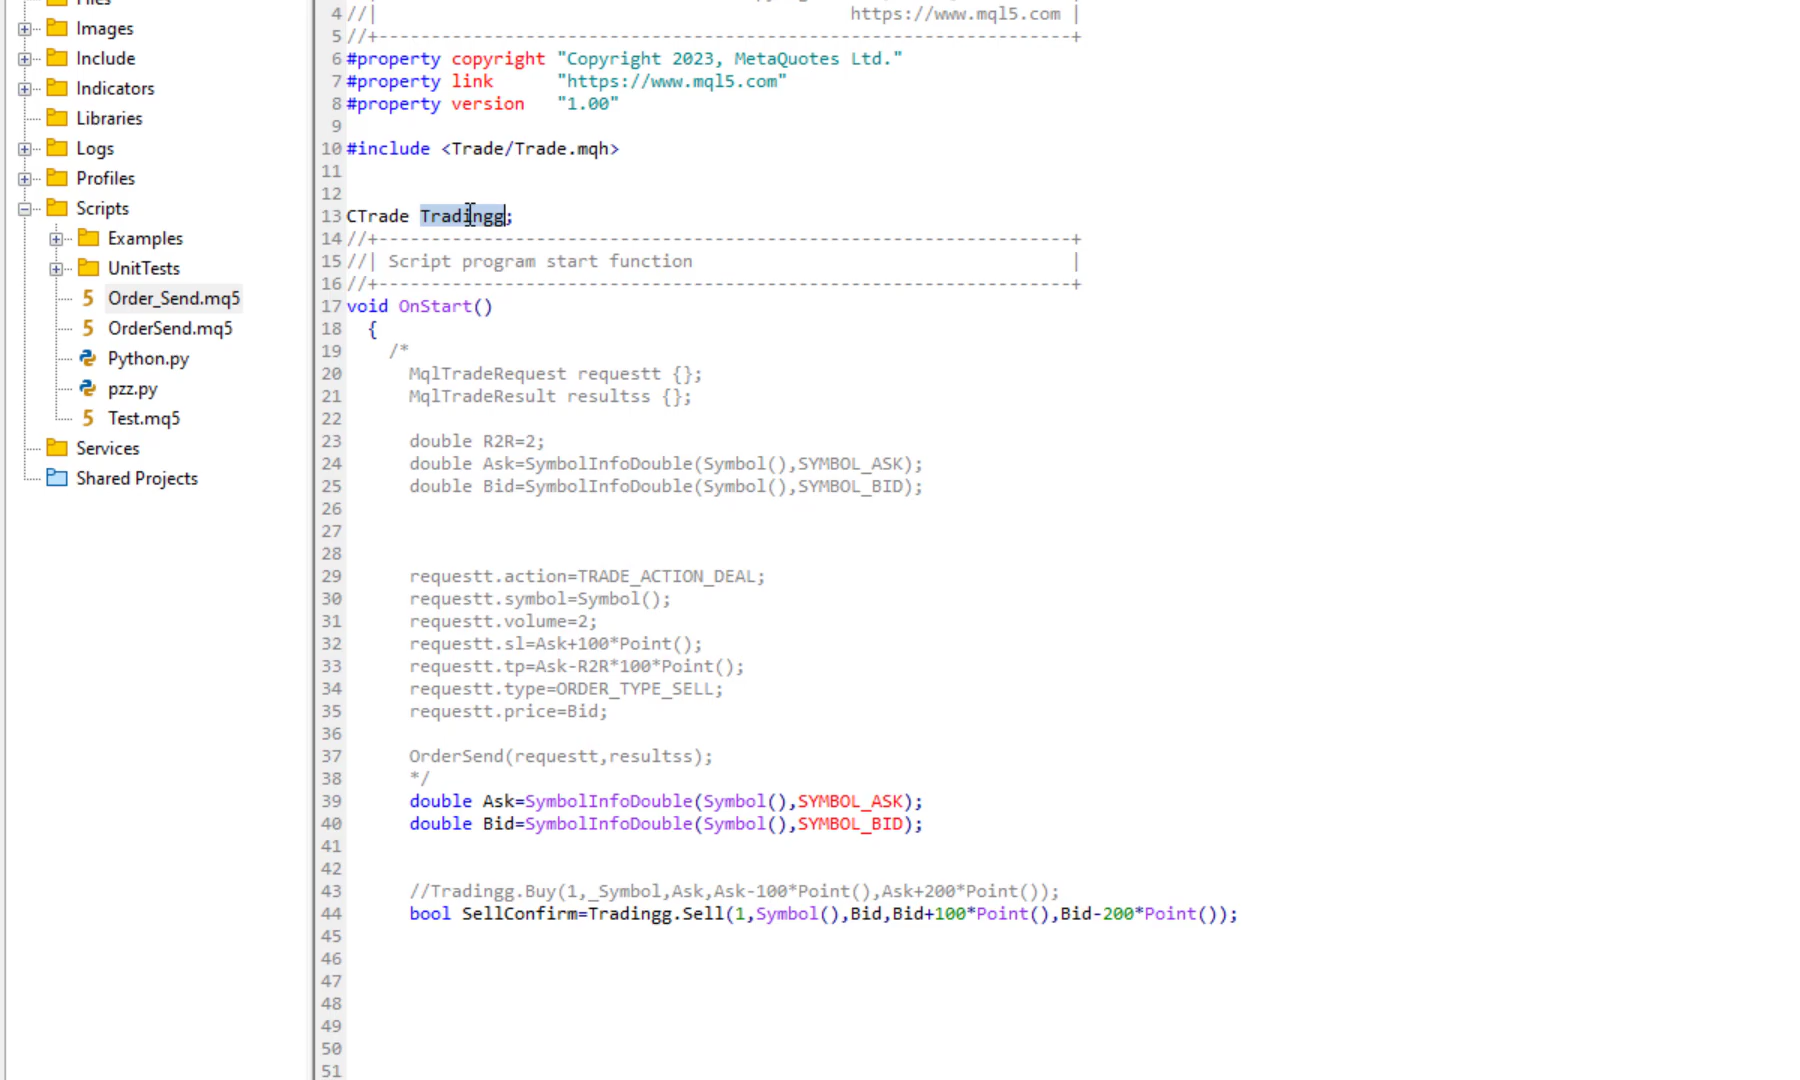 Files
Images
Include
Indicators
Libraries
Logs
Profiles
Scripts
Examples
UnitTests
Order_Send.mq5
OrderSend.mq5
Python.py
pzz.py
Test.mq5
Services
Shared Projects
4 //|                                             https://www.mql5.com |
5 //+------------------------------------------------------------------+
6 #property copyright "Copyright 2023, MetaQuotes Ltd."
7 #property link      "https://www.mql5.com"
8 #property version   "1.00"
9
10 #include <Trade/Trade.mqh>
11
12
13 CTrade Tradingg;
14 //+------------------------------------------------------------------+
15 //| Script program start function                                    |
16 //+------------------------------------------------------------------+
17 void OnStart()
18   {
19     /*
20       MqlTradeRequest requestt {};
21       MqlTradeResult resultss {};
22
23       double R2R=2;
24       double Ask=SymbolInfoDouble(Symbol(),SYMBOL_ASK);
25       double Bid=SymbolInfoDouble(Symbol(),SYMBOL_BID);
26
27
28
29       requestt.action=TRADE_ACTION_DEAL;
30       requestt.symbol=Symbol();
31       requestt.volume=2;
32       requestt.sl=Ask+100*Point();
33       requestt.tp=Ask-R2R*100*Point();
34       requestt.type=ORDER_TYPE_SELL;
35       requestt.price=Bid;
36
37       OrderSend(requestt,resultss);
38       */
39       double Ask=SymbolInfoDouble(Symbol(),SYMBOL_ASK);
40       double Bid=SymbolInfoDouble(Symbol(),SYMBOL_BID);
41
42
43       //Tradingg.Buy(1,_Symbol,Ask,Ask-100*Point(),Ask+200*Point());
44       bool SellConfirm=Tradingg.Sell(1,Symbol(),Bid,Bid+100*Point(),Bid-200*Point());
45
46
47
48
49
50
51